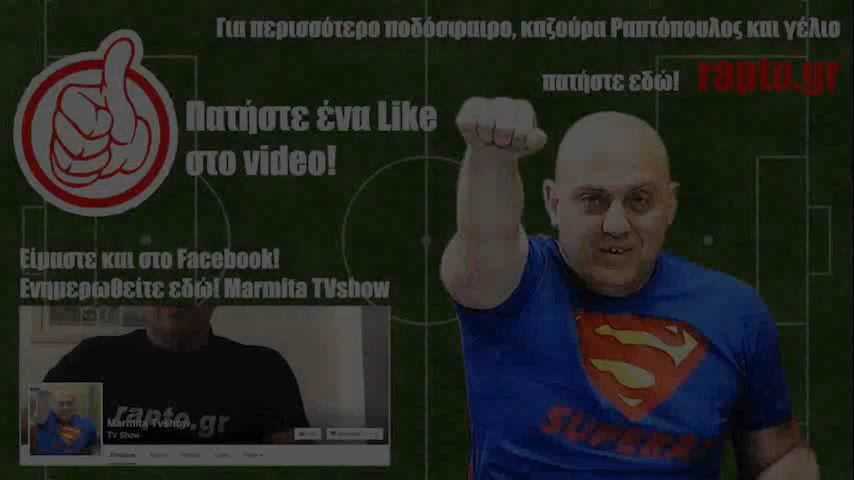 Για περισσότερο ποδόσφαιρο, καζούρα Ραπτόπουλος και γέλιο
πατήστε εδώ! rapto.gr
Πατήστε ένα Like
στο video!
Είμαστε και στο Facebook!
Ενημερωθείτε εδώ! Marmita TVshow
rapto.gr
Marmita Tvshow
TV Show
SUPERA